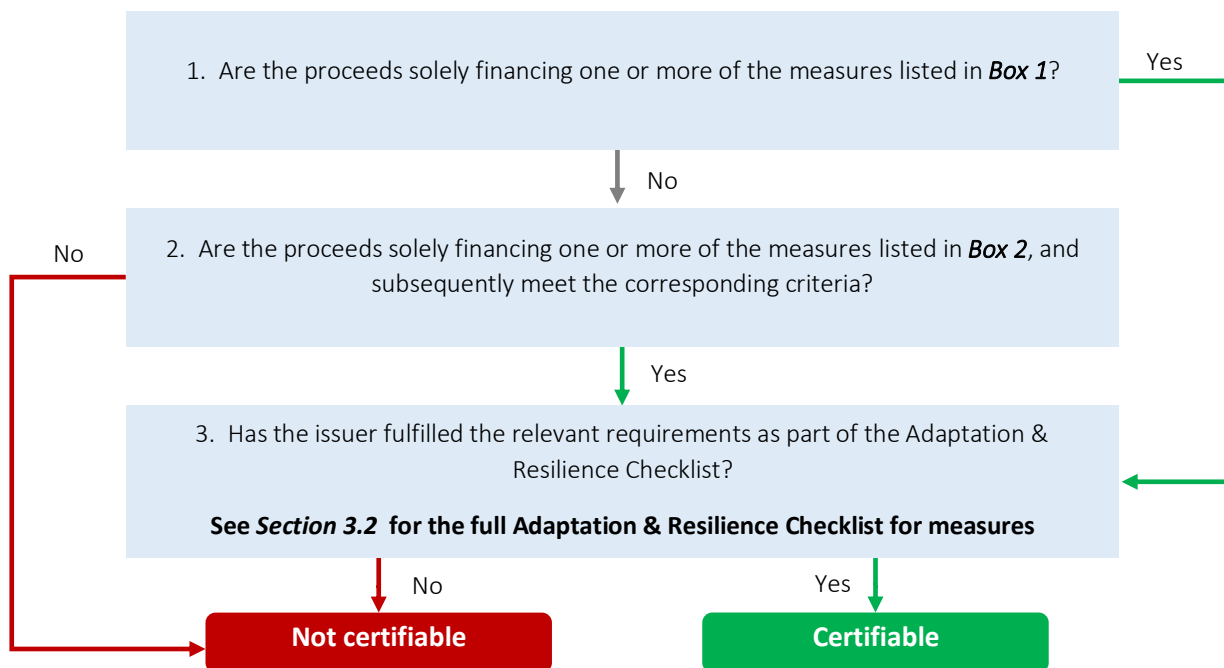 1. Are the proceeds solely financing one or more of the measures listed in Box 1?
Yes
No
No
2. Are the proceeds solely financing one or more of the measures listed in Box 2, and
subsequently meet the corresponding criteria?
Yes
3. Has the issuer fulfilled the relevant requirements as part of the Adaptation &
Resilience Checklist?
See Section 3.2 for the full Adaptation & Resilience Checklist for measures
No
Yes
Not certifiable
Certifiable